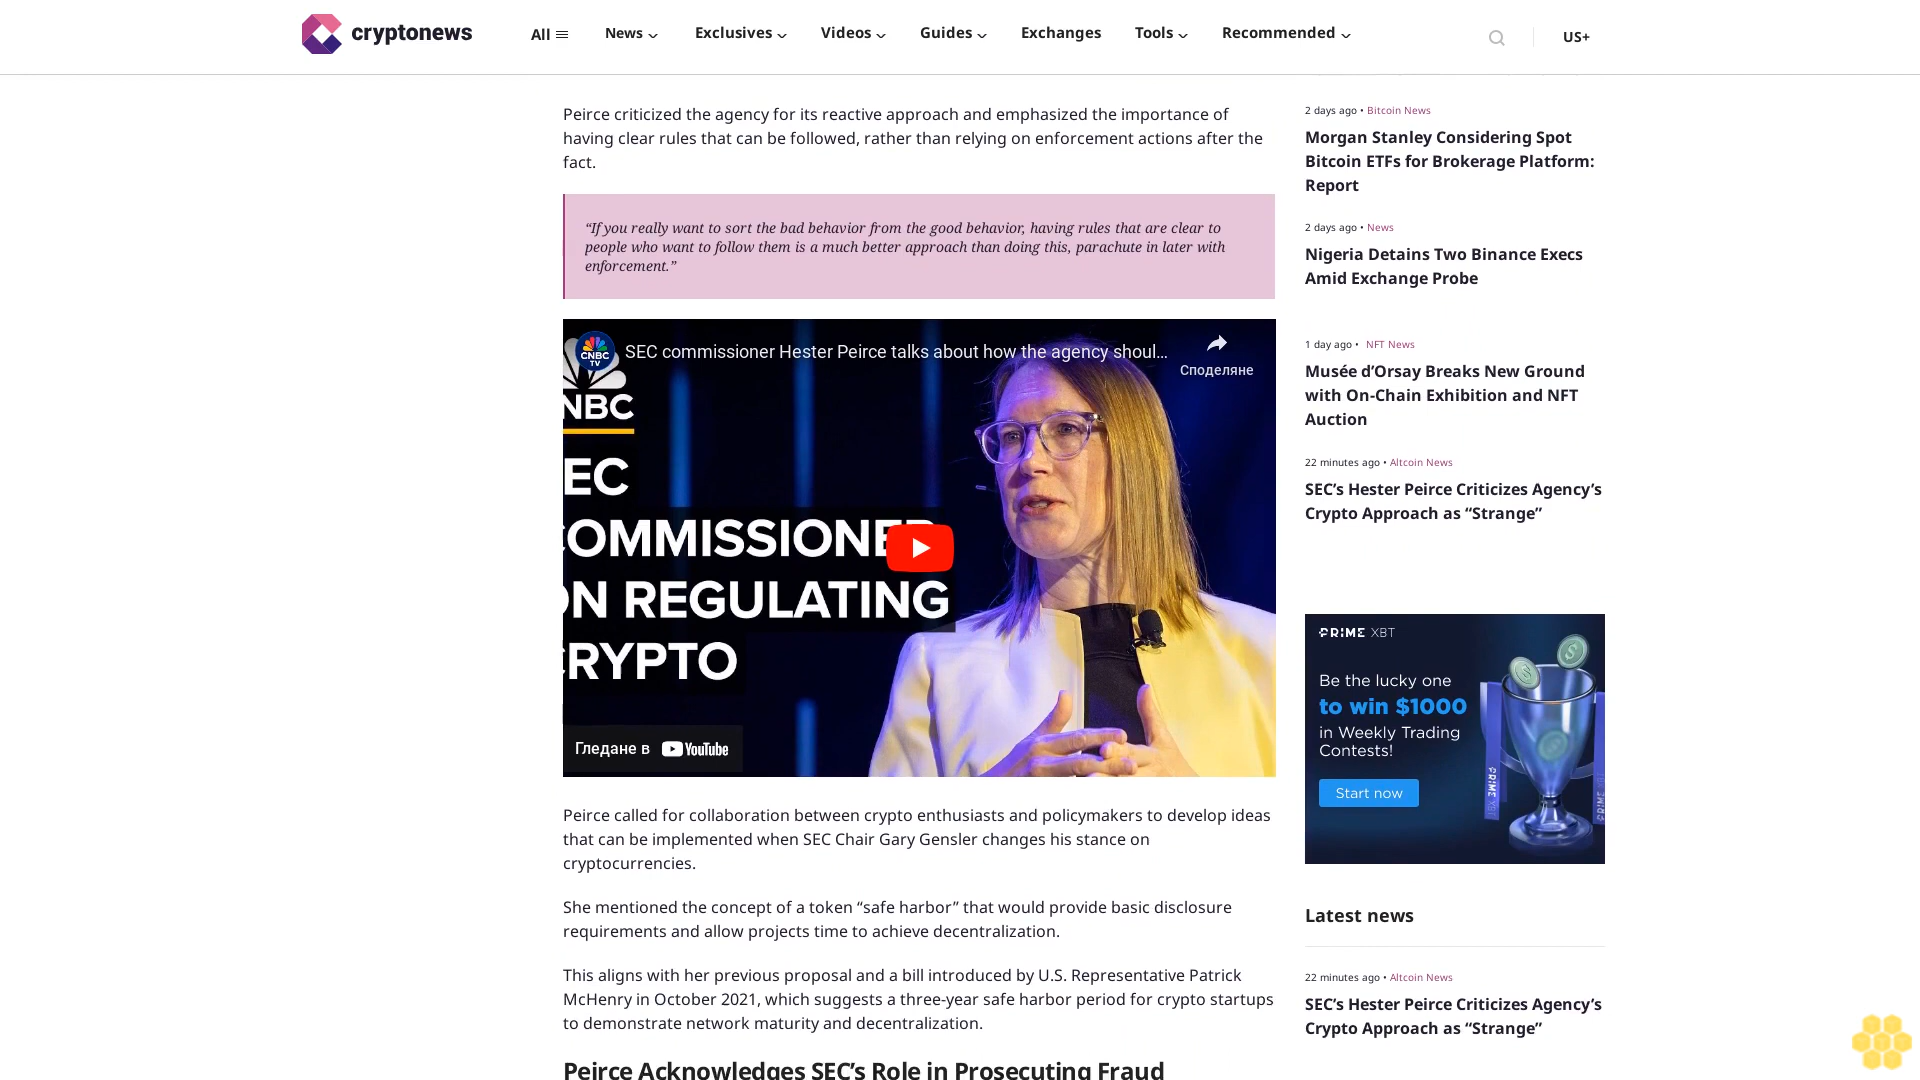 cryptonews
All
News
Exclusives
Videos
Guides
Exchanges
Tools
Recommended
US+
Peirce criticized the agency for its reactive approach and emphasized the importance of
having clear rules that can be followed, rather than relying on enforcement actions after the
fact.
“If you really want to sort the bad behavior from the good behavior, having rules that are clear to
people who want to follow them is a much better approach than doing this, parachute in later with
enforcement.”
CNBC
TV
SEC commissioner Hester Peirce talks about how the agency shoul...
Споделяне
NBC
EC
OMMISSIONER
ON REGULATING
CRYPTO
Гледане в YouTube
Peirce called for collaboration between crypto enthusiasts and policymakers to develop ideas
that can be implemented when SEC Chair Gary Gensler changes his stance on
cryptocurrencies.
She mentioned the concept of a token “safe harbor” that would provide basic disclosure
requirements and allow projects time to achieve decentralization.
This aligns with her previous proposal and a bill introduced by U.S. Representative Patrick
McHenry in October 2021, which suggests a three-year safe harbor period for crypto startups
to demonstrate network maturity and decentralization.
Peirce Acknowledges SEC’s Role in Prosecuting Fraud
2 days ago • Bitcoin News
Morgan Stanley Considering Spot
Bitcoin ETFs for Brokerage Platform:
Report
2 days ago • News
Nigeria Detains Two Binance Execs
Amid Exchange Probe
1 day ago • NFT News
Musée d’Orsay Breaks New Ground
with On-Chain Exhibition and NFT
Auction
22 minutes ago • Altcoin News
SEC’s Hester Peirce Criticizes Agency’s
Crypto Approach as “Strange”
PRIME XBT
Be the lucky one
to win $1000
in Weekly Trading
Contests!
Start now
Latest news
22 minutes ago • Altcoin News
SEC’s Hester Peirce Criticizes Agency’s
Crypto Approach as “Strange”